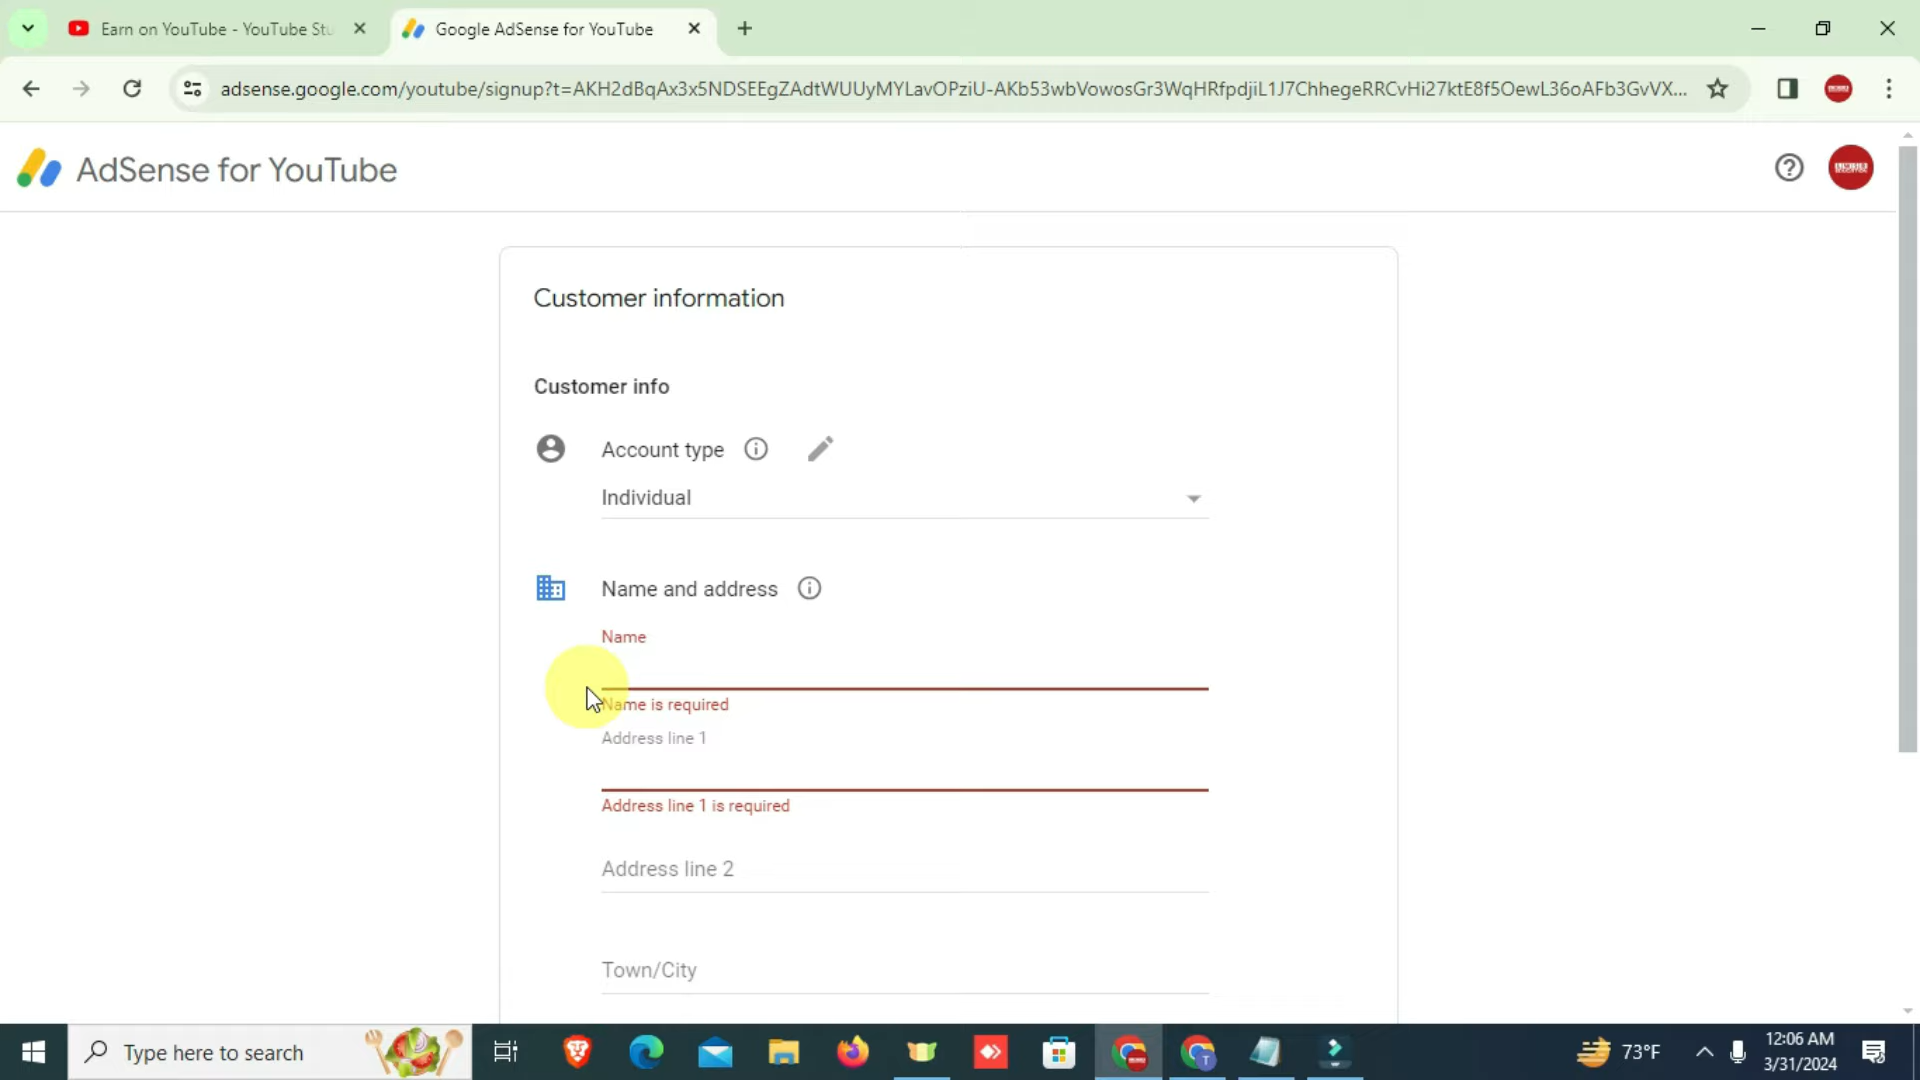 Earn on YouTube - YouTube Stu
Google AdSense for YouTube
adsense.google.com/youtube/signup?t=AKH2dBqAx3x5NDSEEgZAdtWUUyMYLavOPziU-AKb53wbVowosGr3WqHRfpdjiL1J7ChhegeRRCvHi27ktE8f5OewL36oAFb3GvVX...
AdSense for YouTube
Customer information
Customer info
Account type
Individual
Name and address
Name
Name is required
Address line 1
Address line 1 is required
Address line 2
Town/City
Type here to search
T
73°F
12:06 AM
3/31/2024